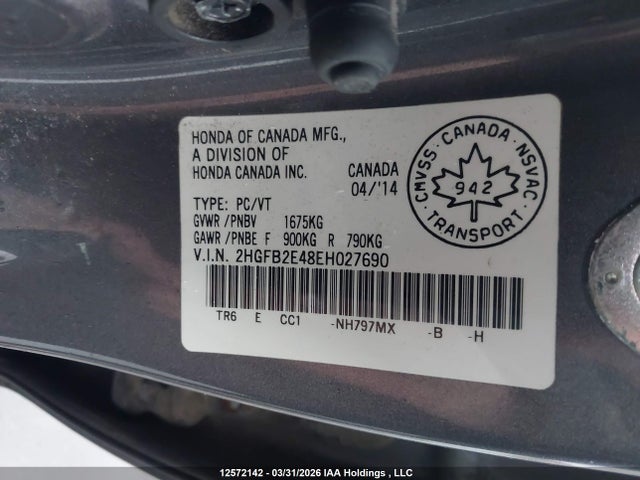 HONDA OF CANADA MFG.,
A DIVISION OF
HONDA CANADA INC. CANADA
04/'14
TYPE: PC/VT
GVWR /PNBV 1675KG
GAWR /PNBE F 900KG R 790KG
V.I.N. 2HGFB2E48EH027690
TR6 E CC1 -NH797MX -B -H
CMVSS · CANADA · NSVAC
942
TRANSPORT
12572142 - 03/31/2026 IAA Holdings , LLC